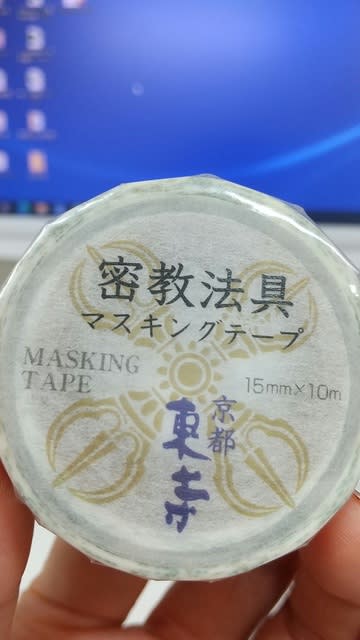 密教法具
マスキングテープ
MASKING
TAPE
15mm×10m
京都
東寺